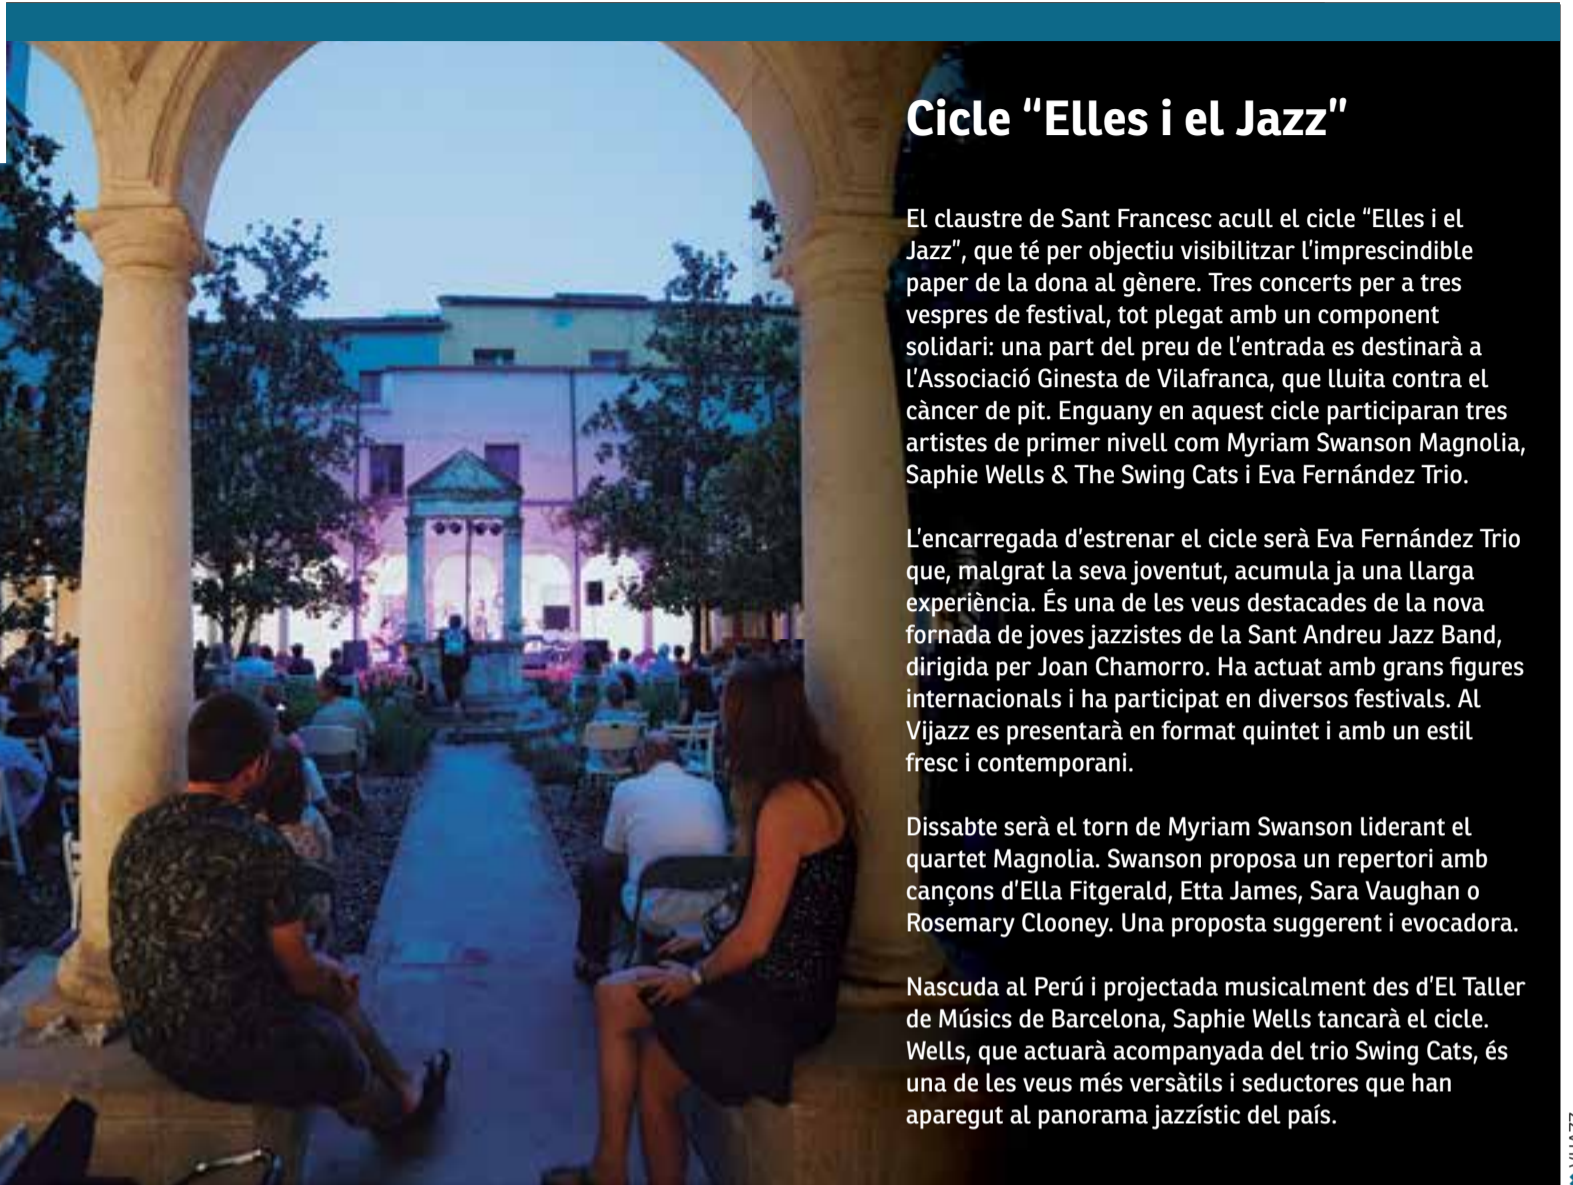 Cicle “Elles i el Jazz”
El claustre de Sant Francesc acull el cicle “Elles i el
Jazz”, que té per objectiu visibilitzar l’imprescindible
paper de la dona al gènere. Tres concerts per a tres
vespres de festival, tot plegat amb un component
solidari: una part del preu de l’entrada es destinarà a
l’Associació Ginesta de Vilafranca, que lluita contra el
càncer de pit. Enguany en aquest cicle participaran tres
artistes de primer nivell com Myriam Swanson Magnolia,
Saphie Wells & The Swing Cats i Eva Fernández Trio.
L’encarregada d’estrenar el cicle serà Eva Fernández Trio
que, malgrat la seva joventut, acumula ja una llarga
experiència. És una de les veus destacades de la nova
fornada de joves jazzistes de la Sant Andreu Jazz Band,
dirigida per Joan Chamorro. Ha actuat amb grans figures
internacionals i ha participat en diversos festivals. Al
Vijazz es presentarà en format quintet i amb un estil
fresc i contemporani.
Dissabte serà el torn de Myriam Swanson liderant el
quartet Magnolia. Swanson proposa un repertori amb
cançons d’Ella Fitgerald, Etta James, Sara Vaughan o
Rosemary Clooney. Una proposta suggerent i evocadora.
Nascuda al Perú i projectada musicalment des d’El Taller
de Músics de Barcelona, Saphie Wells tancarà el cicle.
Wells, que actuarà acompanyada del trio Swing Cats, és
una de les veus més versàtils i seductores que han
aparegut al panorama jazzístic del país.